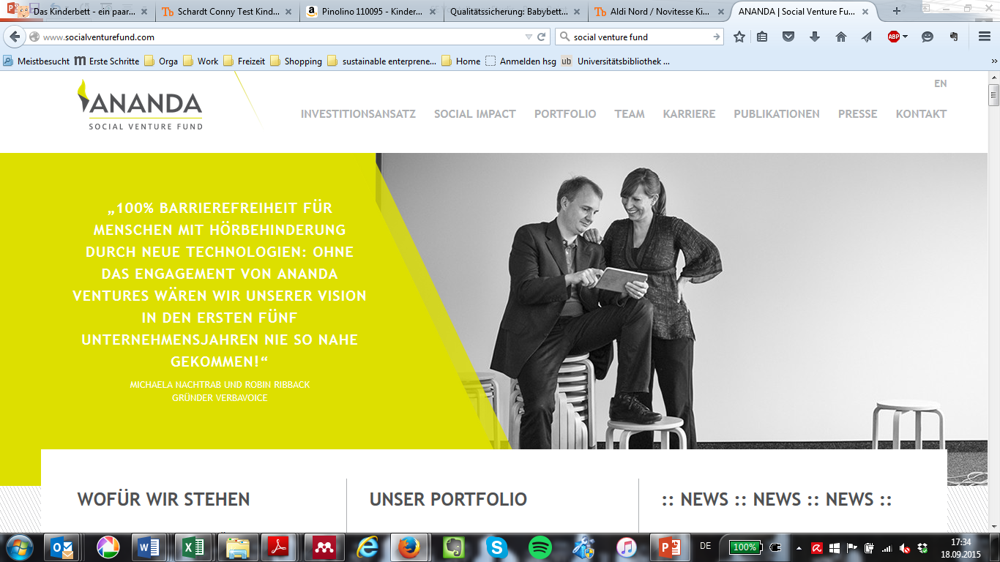 Das Kinderbett - ein paar...
Schardt Conny Test Kind...
Pinolino 110095 - Kinder...
Qualitätssicherung: Babybett...
Aldi Nord / Novitesse Ki...
ANANDA | Social Venture Fu...
www.socialventurefund.com
social venture fund
ABP
Meistbesucht
Erste Schritte
Orga
Work
Freizeit
Shopping
sustainable enterprene...
Home
Anmelden hsg
ub
Universitätsbibliothek ...
EN
ANANDA
SOCIAL VENTURE FUND
INVESTITIONSANSATZ
SOCIAL IMPACT
PORTFOLIO
TEAM
KARRIERE
PUBLIKATIONEN
PRESSE
KONTAKT
„100% BARRIEREFREIHEIT FÜR
MENSCHEN MIT HÖRBEHINDERUNG
DURCH NEUE TECHNOLOGIEN: OHNE
DAS ENGAGEMENT VON ANANDA
VENTURES WÄREN WIR UNSERER VISION
IN DEN ERSTEN FÜNF
UNTERNEHMENSJAHREN NIE SO NAHE
GEKOMMEN!“
MICHAELA NACHTRAB UND ROBIN RIBBACK
GRÜNDER VERBAVOICE
WOFÜR WIR STEHEN
UNSER PORTFOLIO
:: NEWS :: NEWS :: NEWS ::
DE
100%
17:34
18.09.2015